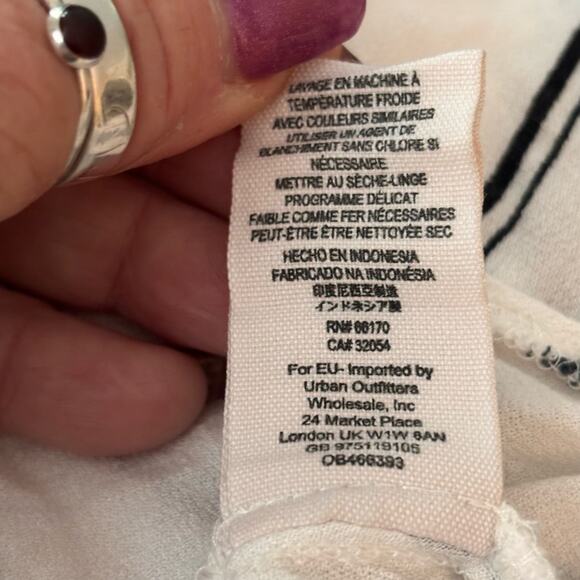 LAVAGE EN MACHINE À
TEMPÉRATURE FROIDE
AVEC COULEURS SIMILAIRES
UTILISER UN AGENT DE
BLANCHIMENT SANS CHLORE SI
NÉCESSAIRE
METTRE AU SÈCHE-LINGE
PROGRAMME DÉLICAT
FAIBLE COMME FER NÉCESSAIRES
PEUT-ÊTRE ÊTRE NETTOYÉE SEC
HECHO EN INDONESIA
FABRICADO NA INDONÉSIA
印度尼西亞製造
インドネシア製
RN# 66170
CA# 32054
For EU- Imported by
Urban Outfitters
Wholesale, Inc
24 Market Place
London UK W1W 8AN
GB 975119105
OB466393